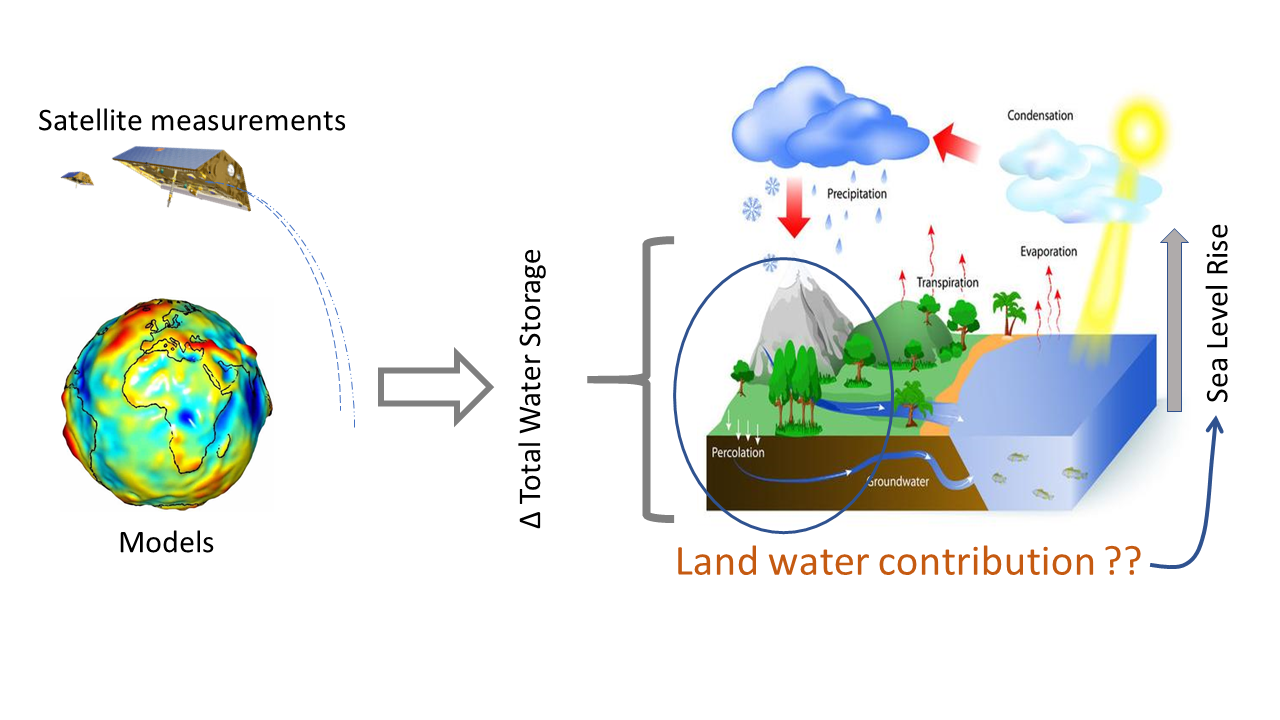 Satellite measurements
Models
Δ Total Water Storage
Condensation
Precipitation
Evaporation
Transpiration
Percolation
Groundwater
Sea Level Rise
Land water contribution ??